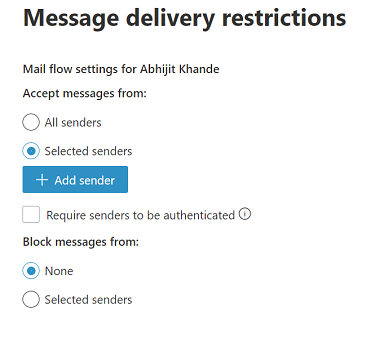 Message delivery restrictions
Mail flow settings for Abhijit Khande
Accept messages from:
All senders
Selected senders
+ Add sender
Require senders to be authenticated
Block messages from:
None
Selected senders